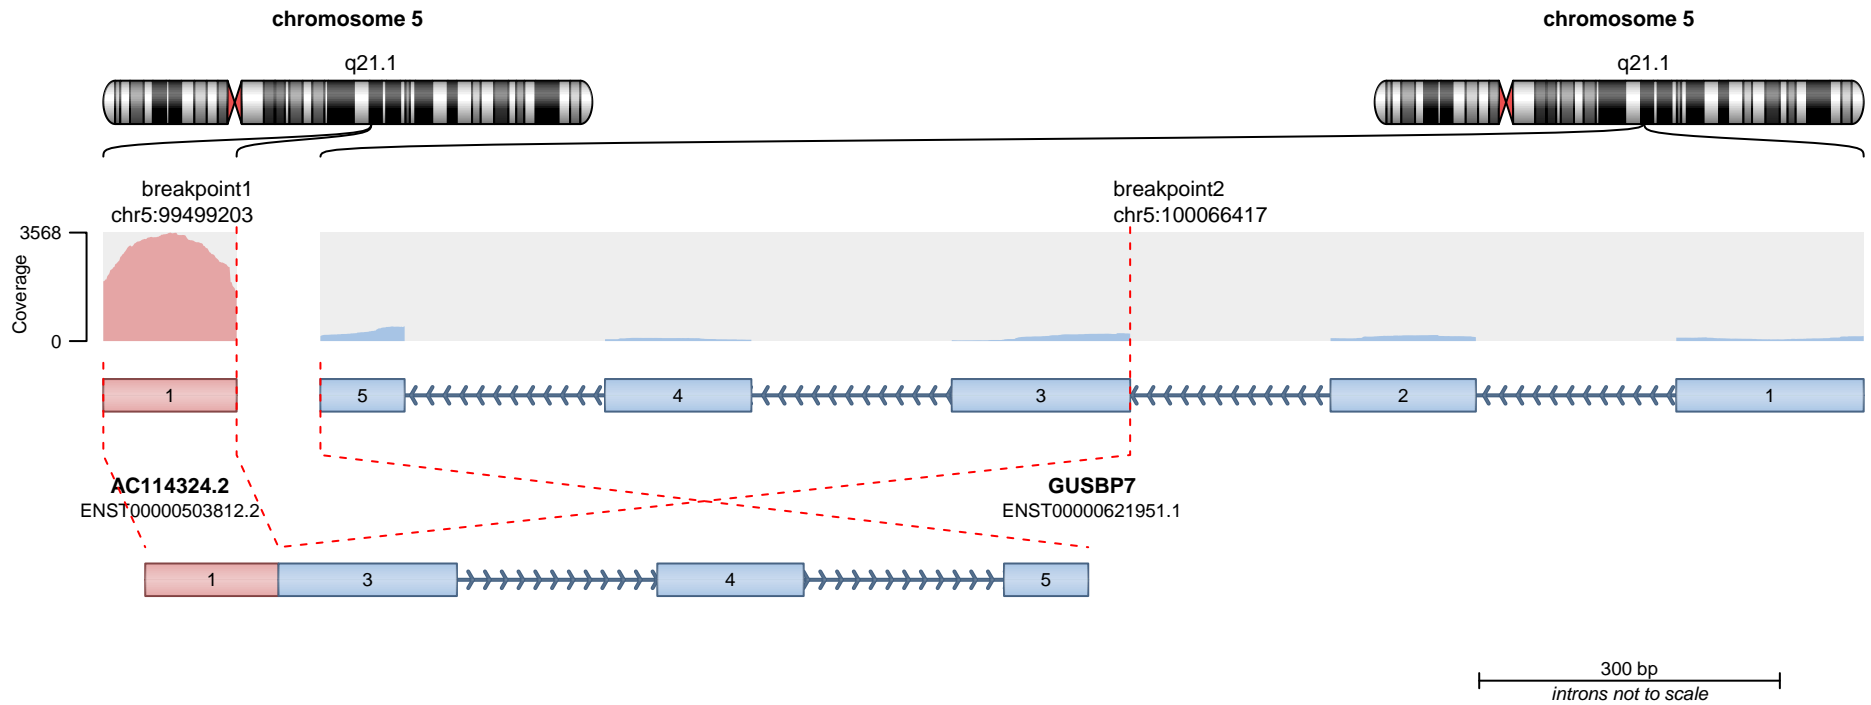 chromosome 5
chromosome 5
q21.1
q21.1
breakpoint1
chr5:99499203
breakpoint2
chr5:100066417
3568
Coverage
0
1
5
4
3
2
1
AC114324.2
ENST00000503812.2
GUSBP7
ENST00000621951.1
1
3
4
5
300 bp
introns not to scale